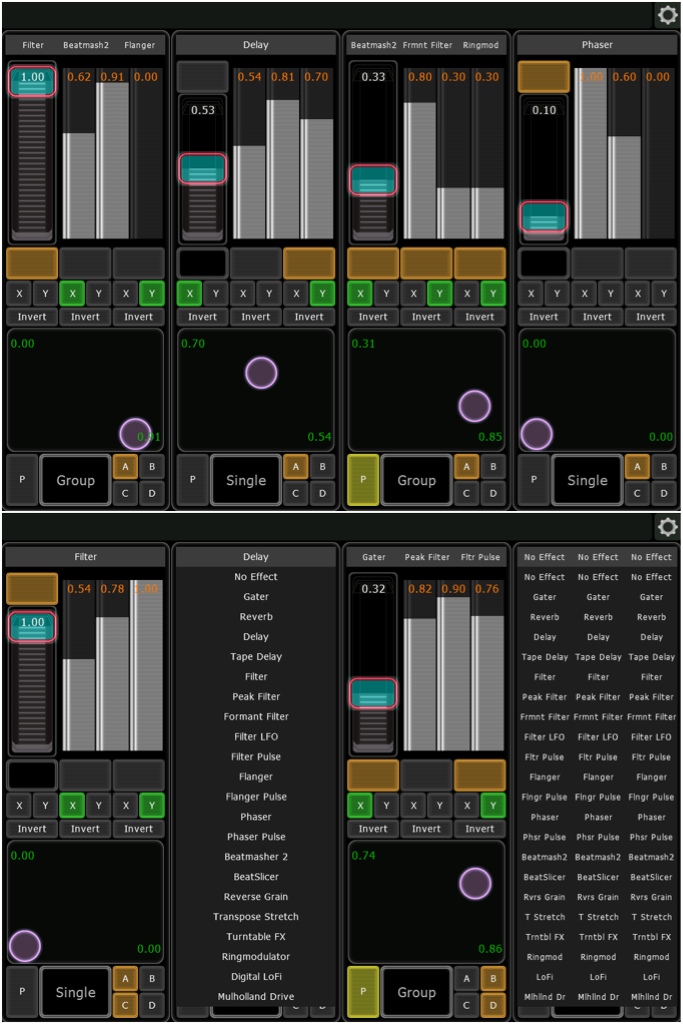 Filter Beatmash2 Flanger Delay Beatmash2 Frmnt Filter Ringmod Phaser
1.00 0.62 0.91 0.00 0.54 0.81 0.70 0.33 0.80 0.30 0.30 1.00 0.60 0.00
0.53 0.10
X Y X Y X Y X Y X Y X Y X Y X Y X Y X Y X Y X Y
Invert Invert Invert Invert Invert Invert Invert Invert Invert Invert Invert Invert
0.00 0.70 0.31 0.00
0.91 0.54 0.85 0.00
P Group A B P Single A B P Group A B P Single A B
C D C D C D C D
Filter Delay Gater Peak Filter Fltr Pulse No Effect No Effect No Effect
0.54 0.78 1.00 No Effect 0.32 0.82 0.90 0.76 No Effect No Effect No Effect
Gater Gater Gater Gater
1.00 Reverb Reverb Reverb Reverb
Delay Delay Delay Delay
Tape Delay Tape Delay Tape Delay Tape Delay
Filter Filter Filter Filter
Peak Filter Peak Filter Peak Filter Peak Filter
Formant Filter Frmnt Filter Frmnt Filter Frmnt Filter
Filter LFO Filter LFO Filter LFO Filter LFO
Filter Pulse Fltr Pulse Fltr Pulse Fltr Pulse
Flanger Flanger Flanger Flanger
X Y X Y X Y Flanger Pulse X Y X Y X Y Flngr Pulse Flngr Pulse Flngr Pulse
Invert Invert Invert Phaser Invert Invert Invert Phaser Phaser Phaser
Phaser Pulse Phsr Pulse Phsr Pulse Phsr Pulse
0.00 Beatmasher 2 0.74 Beatmash2 Beatmash2 Beatmash2
BeatSlicer BeatSlicer BeatSlicer BeatSlicer
Reverse Grain Rvrs Grain Rvrs Grain Rvrs Grain
Transpose Stretch T Stretch T Stretch T Stretch
Turntable FX Trntbl FX Trntbl FX Trntbl FX
0.00 Ringmodulator 0.86 Ringmod Ringmod Ringmod
P Single A B Digital LoFi P Group A B LoFi LoFi LoFi
C D Mulholland Drive C D Mlhllnd Dr Mlhllnd Dr Mlhllnd Dr